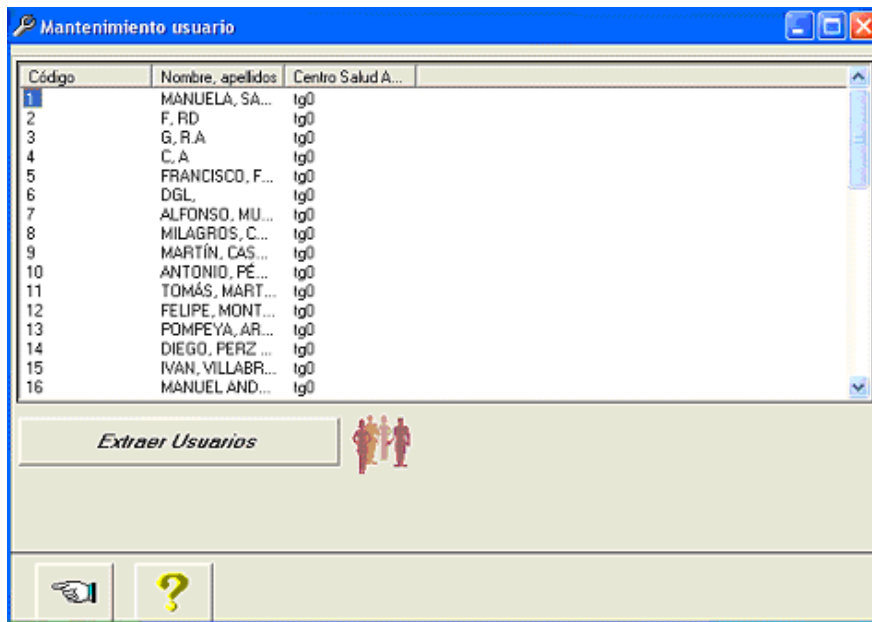 Mantenimiento usuario
Código Nombre, apellidos Centro Salud A...
1 MANUELA, SA... tg0
2 F, RD tg0
3 G, R.A tg0
4 C, A tg0
5 FRANCISCO, F... tg0
6 DGL, tg0
7 ALFONSO, MU... tg0
8 MILAGROS, C... tg0
9 MARTÍN, CAS... tg0
10 ANTONIO, PÉ... tg0
11 TOMÁS, MART... tg0
12 FELIPE, MONT... tg0
13 POMPEYA, AR... tg0
14 DIEGO, PERZ ... tg0
15 IVAN, VILLABR... tg0
16 MANUEL AND... tg0
Extraer Usuarios
?